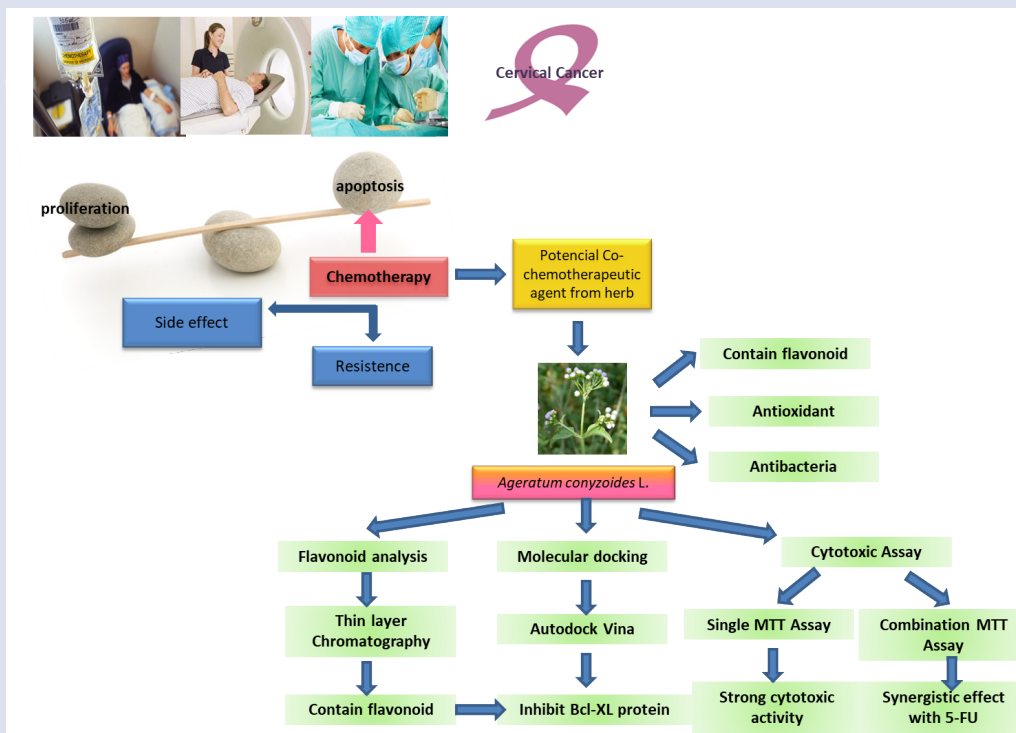 CHEMOTHERAPY
Cervical Cancer
apoptosis
proliferation
Chemotherapy
Potencial Co-
chemotherapeutic
agent from herb
Side effect
Resistence
Contain flavonoid
Antioxidant
Antibacteria
Ageratum conyzoides L.
Flavonoid analysis
Molecular docking
Cytotoxic Assay
Thin layer
Chromatography
Autodock Vina
Single MTT Assay
Combination MTT
Assay
Contain flavonoid
Inhibit Bcl-XL protein
Strong cytotoxic
activity
Synergistic effect
with 5-FU